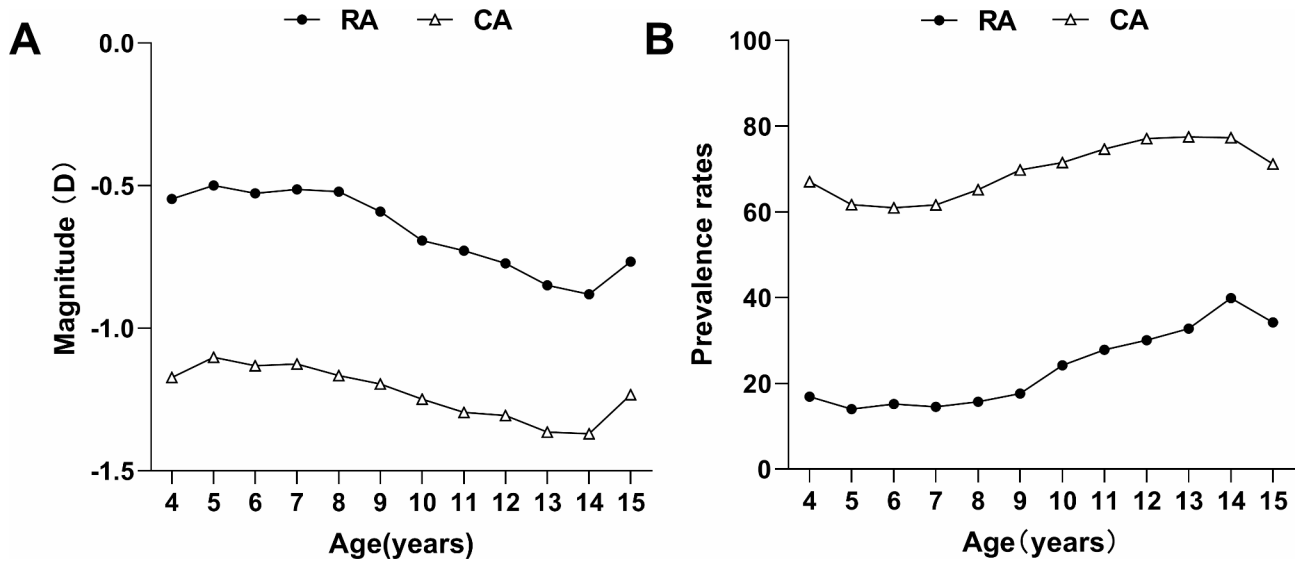 A
RA CA
0.0
-0.5
-1.0
-1.5
Magnitude（D）
4 5 6 7 8 9 10 11 12 13 14 15
Age(years)
B
RA CA
100
80
60
40
20
0
Prevalence rates
4 5 6 7 8 9 10 11 12 13 14 15
Age（years）